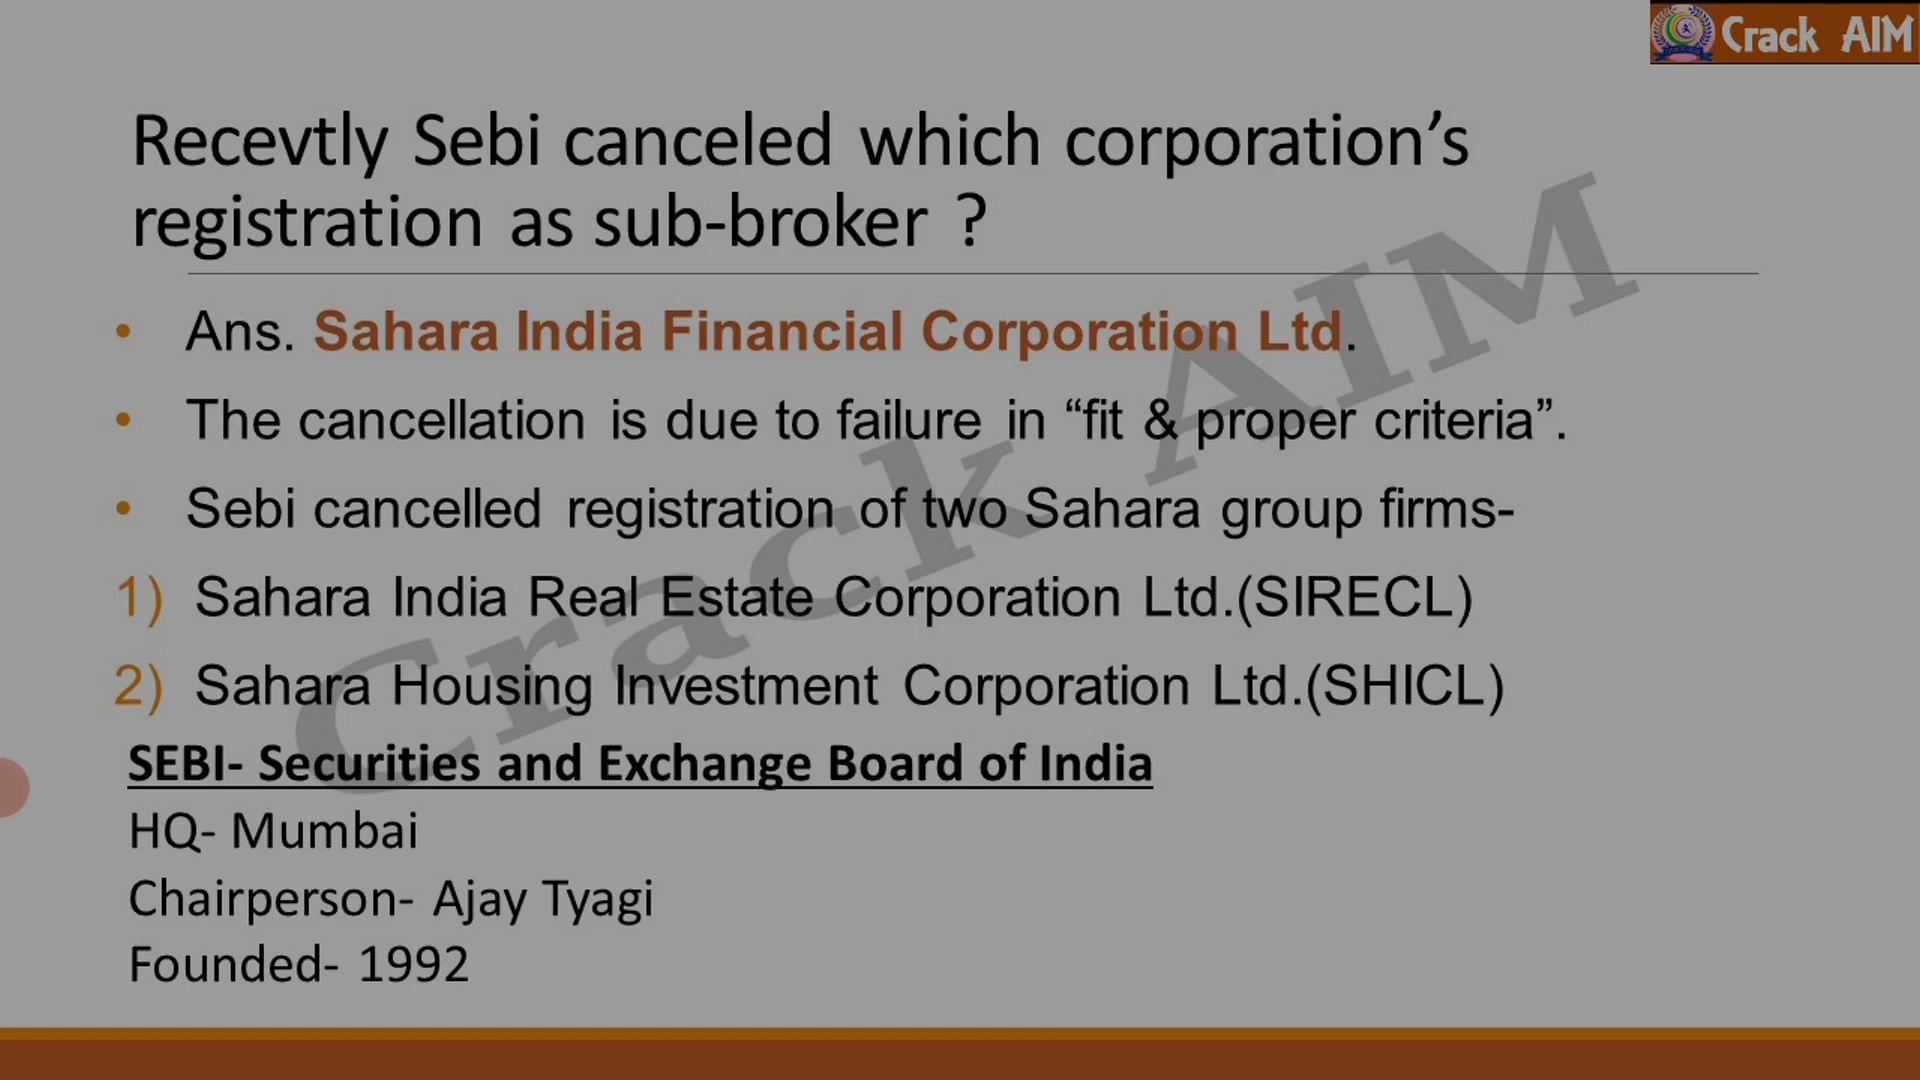 Crack AIM
Recevtly Sebi canceled which corporation’s
registration as sub-broker ?
• Ans. Sahara India Financial Corporation Ltd.
• The cancellation is due to failure in “fit & proper criteria”.
• Sebi cancelled registration of two Sahara group firms-
1) Sahara India Real Estate Corporation Ltd.(SIRECL)
2) Sahara Housing Investment Corporation Ltd.(SHICL)
SEBI- Securities and Exchange Board of India
HQ- Mumbai
Chairperson- Ajay Tyagi
Founded- 1992
Crack AIM